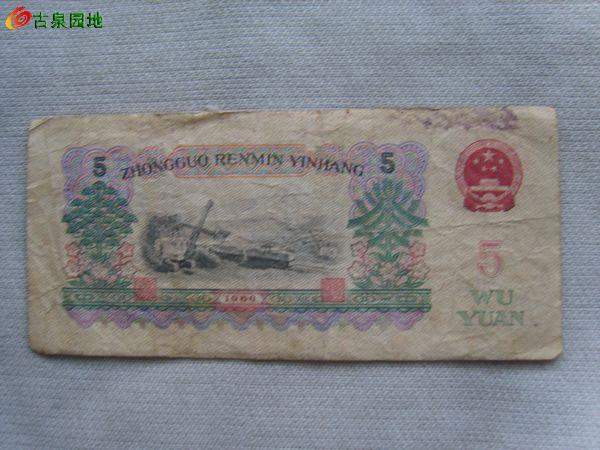 古泉园地
5 ZHONGGUO RENMIN YINHANG 5
5
1960
WU
YUAN